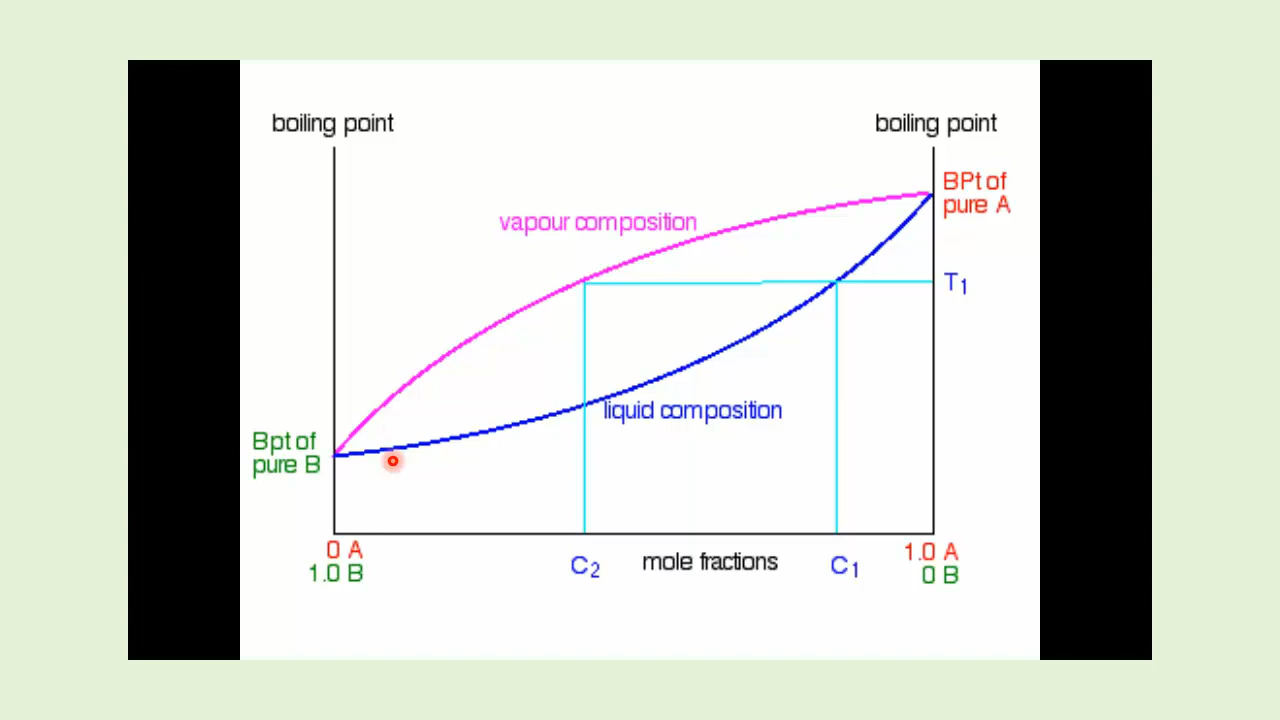 boiling point
boiling point
BPt of
pure A
vapour composition
T1
liquid composition
Bpt of
pure B
0 A
1.0 B
C2
mole fractions
C1
1.0 A
0 B